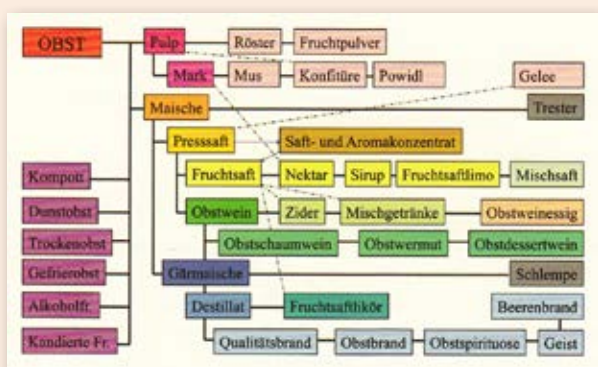 OBST
Pulp
Röster
Fruchtpulver
Mark
Mus
Konfitüre
Powidl
Gelee
Maische
Trester
Presssaft
Saft- und Aromakonzentrat
Kompott
Fruchtsaft
Nektar
Sirup
Fruchtsaftlimo
Mischsaft
Dunstobst
Obstwein
Zider
Mischgetränke
Obstweinessig
Trockenobst
Obstschaumwein
Obstwermut
Obstdessertwein
Gefrierobst
Gärmaische
Schlempe
Alkoholfr.
Destillat
Fruchtsaftlikör
Beerenbrand
Kandierte Fr.
Qualitätsbrand
Obstbrand
Obstspirituose
Geist